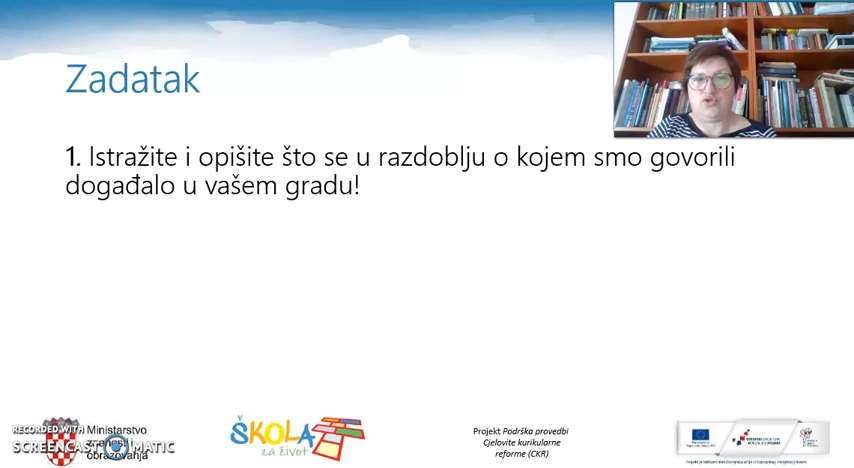 Zadatak
1. Istražite i opišite što se u razdoblju o kojem smo govorili
događalo u vašem gradu!
RECORDED WITH
SCREENCAST MATIC
Ministarstvo
znanosti i
obrazovanja
ŠKOLA
za život
Projekt Podrška provedbi
Cjelovite kurikularne
reforme (CKR)